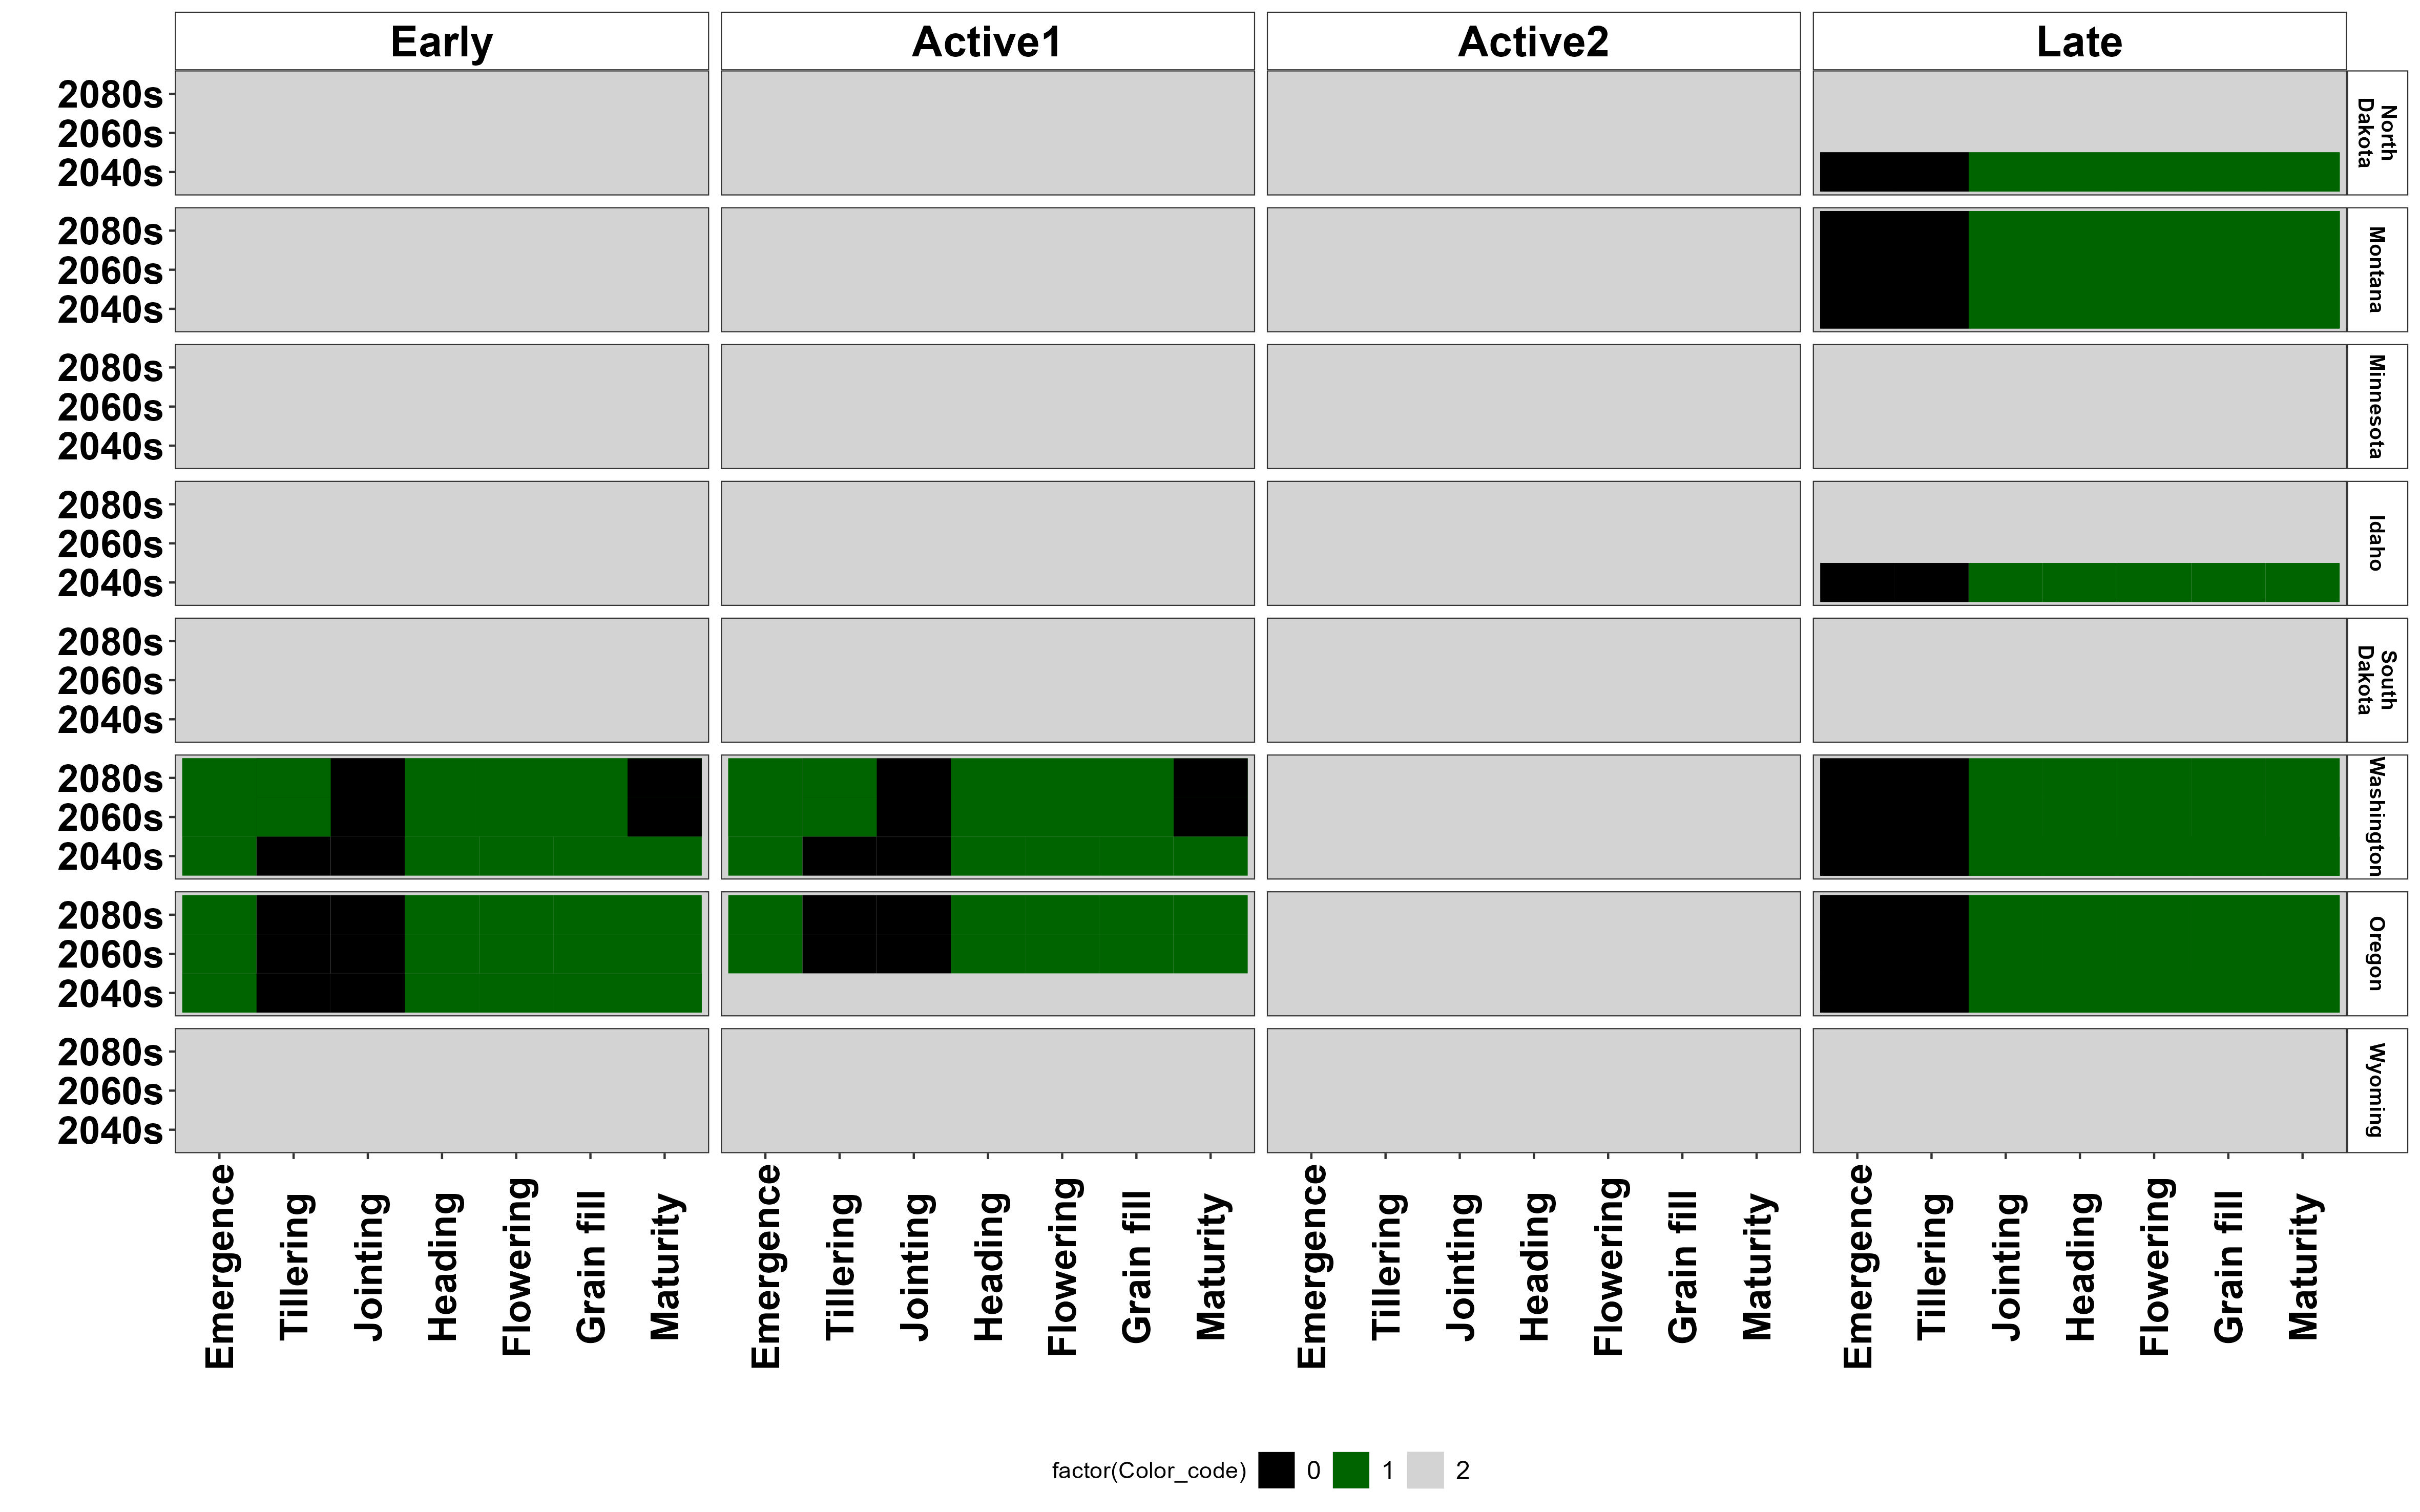 Early Active1 Active2 Late
2080s
2060s
2040s
North
Dakota
2080s
2060s
2040s
Montana
2080s
2060s
2040s
Minnesota
2080s
2060s
2040s
Idaho
2080s
2060s
2040s
South
Dakota
2080s
2060s
2040s
Washington
2080s
2060s
2040s
Oregon
2080s
2060s
2040s
Wyoming
Emergence
Tillering
Jointing
Heading
Flowering
Grain fill
Maturity
Emergence
Tillering
Jointing
Heading
Flowering
Grain fill
Maturity
Emergence
Tillering
Jointing
Heading
Flowering
Grain fill
Maturity
Emergence
Tillering
Jointing
Heading
Flowering
Grain fill
Maturity
factor(Color_code) 0 1 2